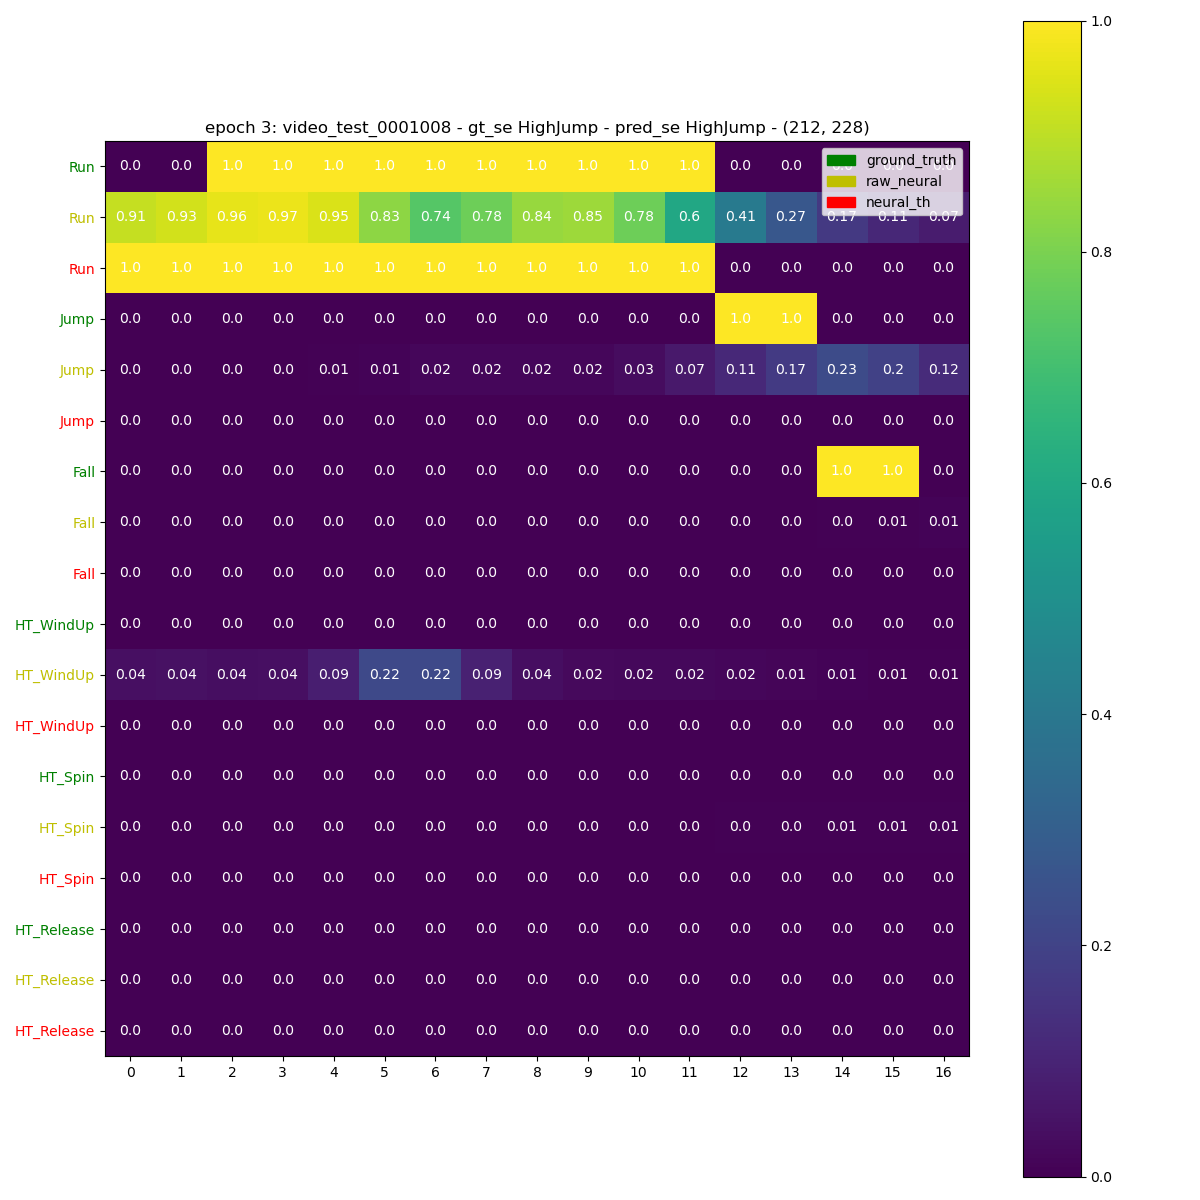 epoch 3: video_test_0001008 - gt_se HighJump - pred_se HighJump - (212, 228)
Run 0.0 0.0 1.0 1.0 1.0 1.0 1.0 1.0 1.0 1.0 1.0 1.0 0.0 0.0 0.0 0.0 0.0
ground_truth
raw_neural
neural_th
Run 0.91 0.93 0.96 0.97 0.95 0.83 0.74 0.78 0.84 0.85 0.78 0.6 0.41 0.27 0.17 0.11 0.07
Run 1.0 1.0 1.0 1.0 1.0 1.0 1.0 1.0 1.0 1.0 1.0 1.0 0.0 0.0 0.0 0.0 0.0
Jump 0.0 0.0 0.0 0.0 0.0 0.0 0.0 0.0 0.0 0.0 0.0 0.0 1.0 1.0 0.0 0.0 0.0
Jump 0.0 0.0 0.0 0.0 0.01 0.01 0.02 0.02 0.02 0.02 0.03 0.07 0.11 0.17 0.23 0.2 0.12
Jump 0.0 0.0 0.0 0.0 0.0 0.0 0.0 0.0 0.0 0.0 0.0 0.0 0.0 0.0 0.0 0.0 0.0
Fall 0.0 0.0 0.0 0.0 0.0 0.0 0.0 0.0 0.0 0.0 0.0 0.0 0.0 0.0 1.0 1.0 0.0
Fall 0.0 0.0 0.0 0.0 0.0 0.0 0.0 0.0 0.0 0.0 0.0 0.0 0.0 0.0 0.0 0.01 0.01
Fall 0.0 0.0 0.0 0.0 0.0 0.0 0.0 0.0 0.0 0.0 0.0 0.0 0.0 0.0 0.0 0.0 0.0
HT_WindUp 0.0 0.0 0.0 0.0 0.0 0.0 0.0 0.0 0.0 0.0 0.0 0.0 0.0 0.0 0.0 0.0 0.0
HT_WindUp 0.04 0.04 0.04 0.04 0.09 0.22 0.22 0.09 0.04 0.02 0.02 0.02 0.02 0.01 0.01 0.01 0.01
HT_WindUp 0.0 0.0 0.0 0.0 0.0 0.0 0.0 0.0 0.0 0.0 0.0 0.0 0.0 0.0 0.0 0.0 0.0
HT_Spin 0.0 0.0 0.0 0.0 0.0 0.0 0.0 0.0 0.0 0.0 0.0 0.0 0.0 0.0 0.0 0.0 0.0
HT_Spin 0.0 0.0 0.0 0.0 0.0 0.0 0.0 0.0 0.0 0.0 0.0 0.0 0.0 0.0 0.01 0.01 0.01
HT_Spin 0.0 0.0 0.0 0.0 0.0 0.0 0.0 0.0 0.0 0.0 0.0 0.0 0.0 0.0 0.0 0.0 0.0
HT_Release 0.0 0.0 0.0 0.0 0.0 0.0 0.0 0.0 0.0 0.0 0.0 0.0 0.0 0.0 0.0 0.0 0.0
HT_Release 0.0 0.0 0.0 0.0 0.0 0.0 0.0 0.0 0.0 0.0 0.0 0.0 0.0 0.0 0.0 0.0 0.0
HT_Release 0.0 0.0 0.0 0.0 0.0 0.0 0.0 0.0 0.0 0.0 0.0 0.0 0.0 0.0 0.0 0.0 0.0
0 1 2 3 4 5 6 7 8 9 10 11 12 13 14 15 16
1.0
0.8
0.6
0.4
0.2
0.0